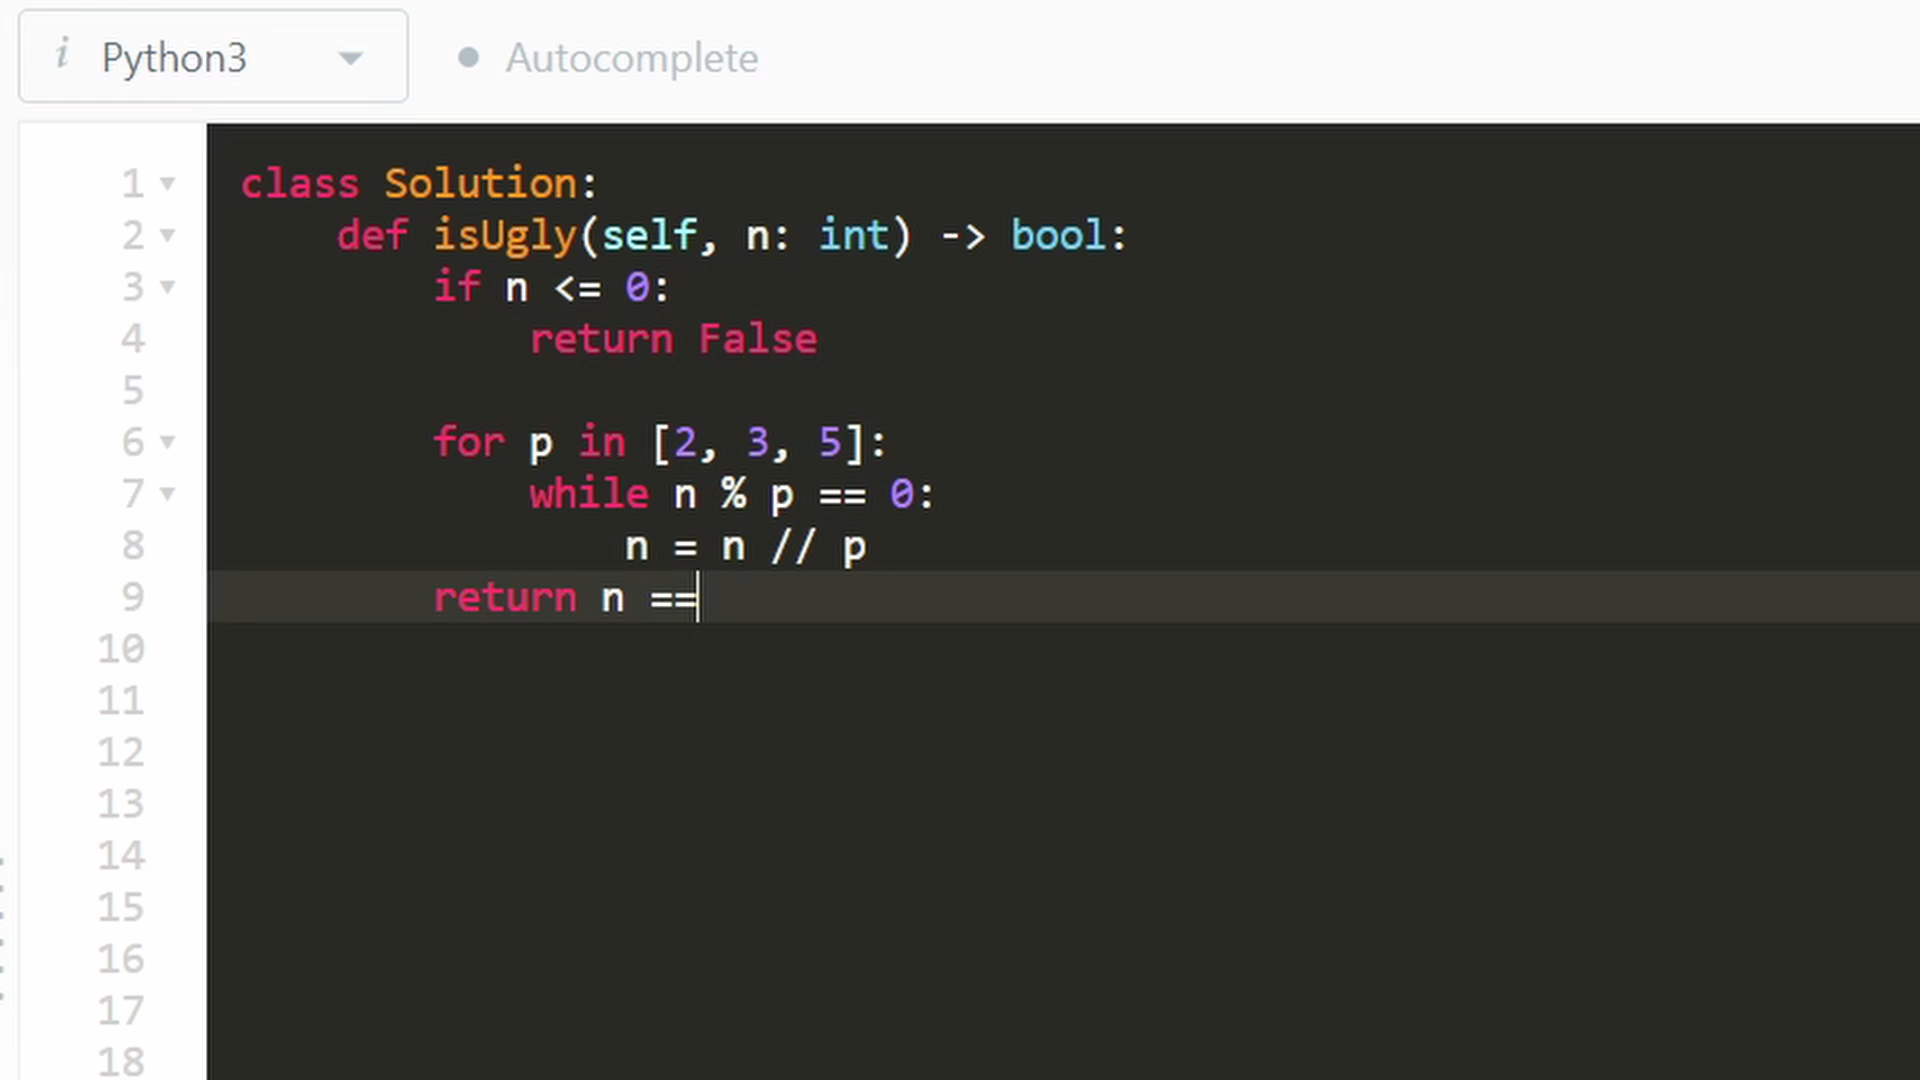 i Python3 Autocomplete
1 class Solution:
2 def isUgly(self, n: int) -> bool:
3 if n <= 0:
4 return False
5
6 for p in [2, 3, 5]:
7 while n % p == 0:
8 n = n // p
9 return n ==
10
11
12
13
14
15
16
17
18